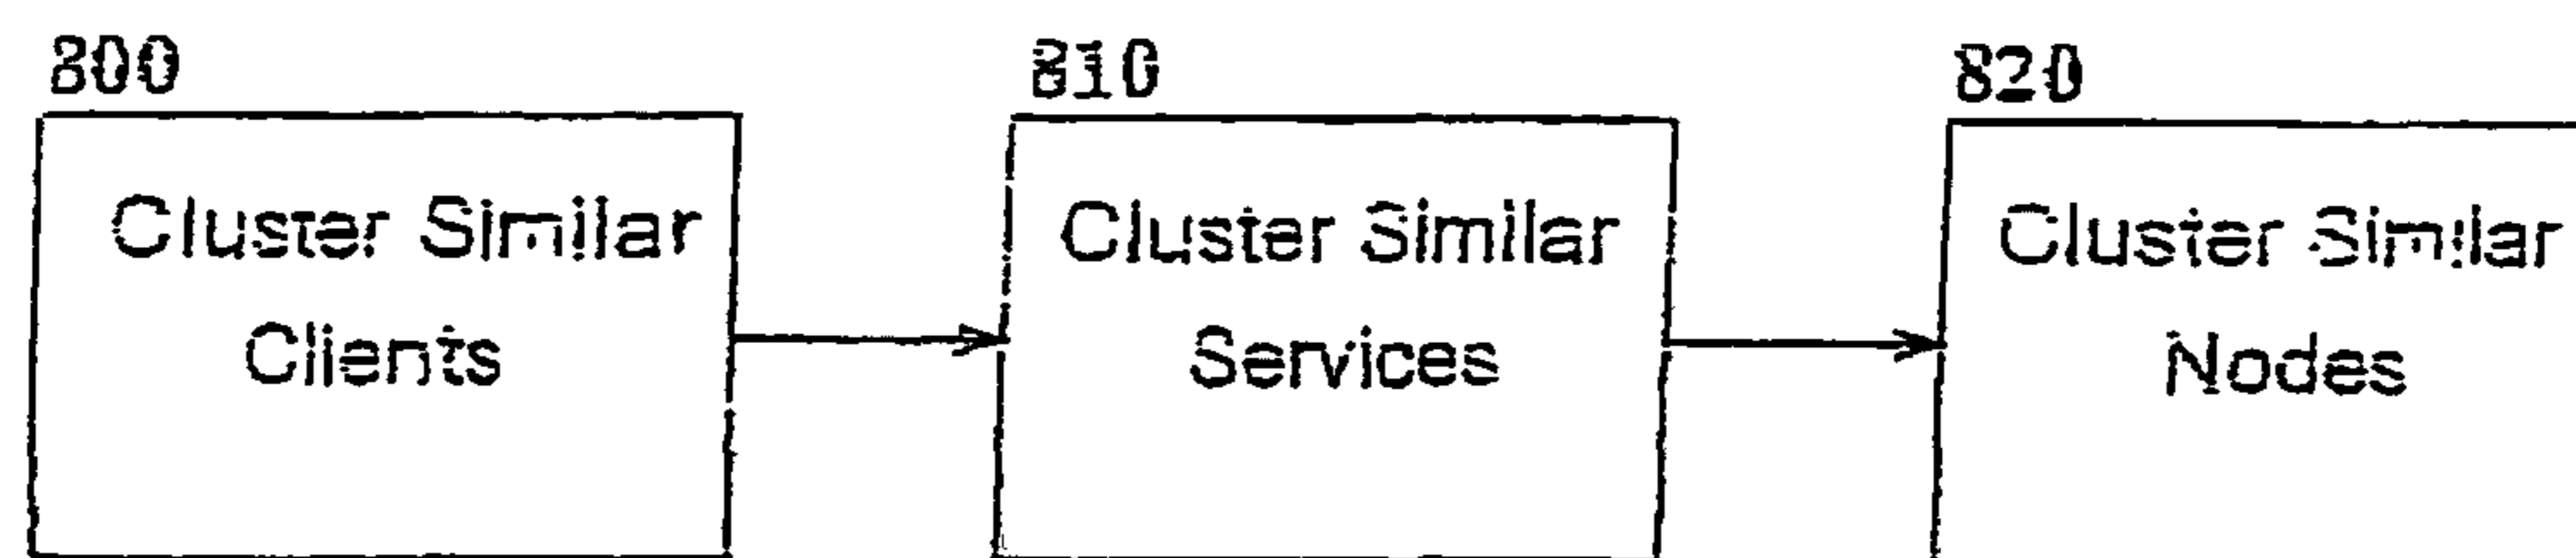 800
Cluster Similar
Clients
810
Cluster Similar
Services
820
Cluster Similar
Nodes